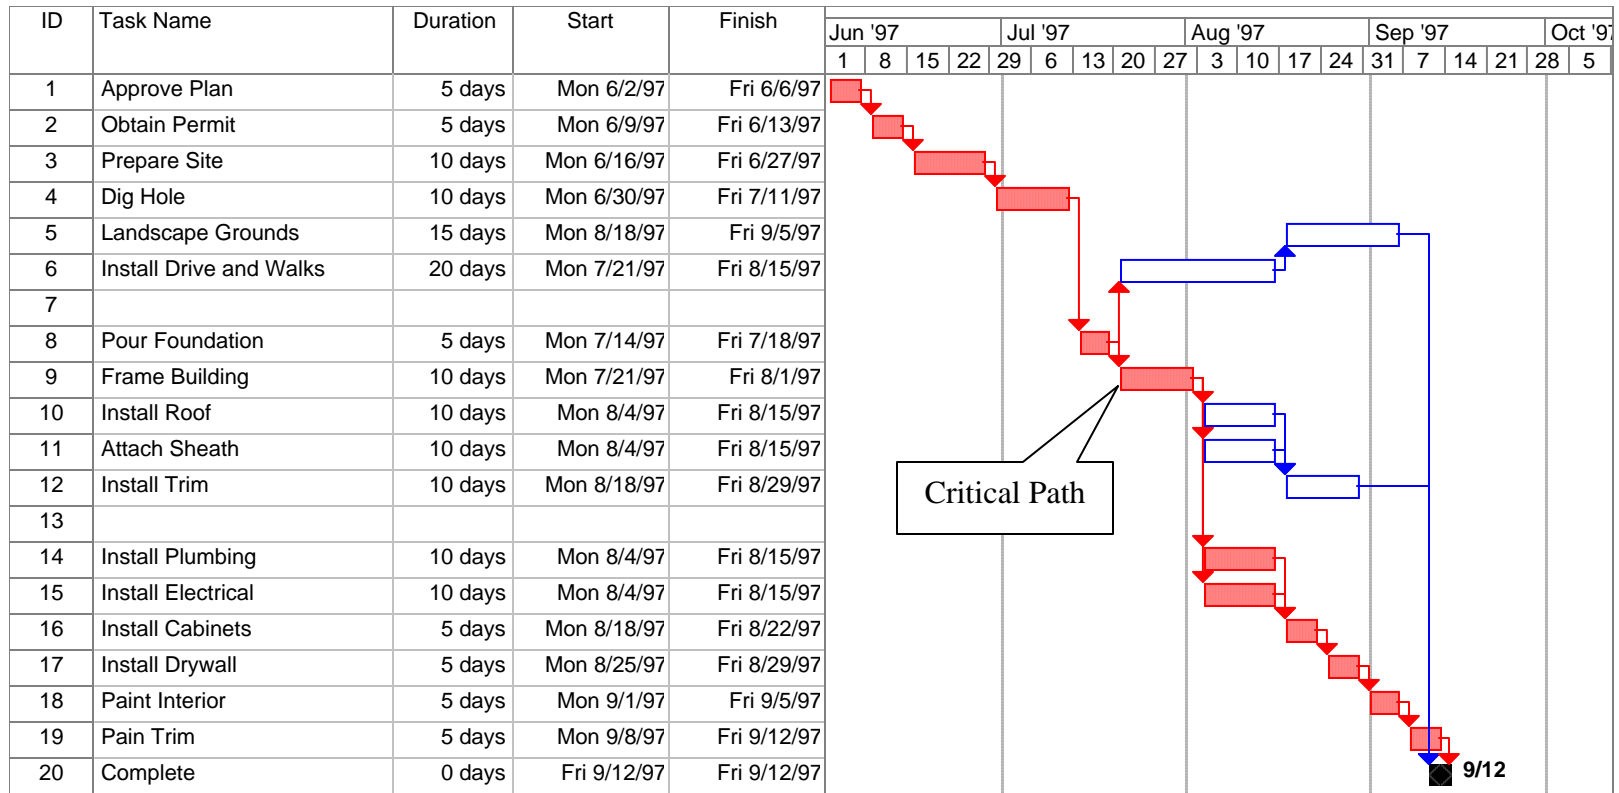 ID Task Name Duration Start Finish
Jun '97 Jul '97 Aug '97 Sep '97 Oct '97
1 8 15 22 29 6 13 20 27 3 10 17 24 31 7 14 21 28 5
1 Approve Plan 5 days Mon 6/2/97 Fri 6/6/97
2 Obtain Permit 5 days Mon 6/9/97 Fri 6/13/97
3 Prepare Site 10 days Mon 6/16/97 Fri 6/27/97
4 Dig Hole 10 days Mon 6/30/97 Fri 7/11/97
5 Landscape Grounds 15 days Mon 8/18/97 Fri 9/5/97
6 Install Drive and Walks 20 days Mon 7/21/97 Fri 8/15/97
7
8 Pour Foundation 5 days Mon 7/14/97 Fri 7/18/97
9 Frame Building 10 days Mon 7/21/97 Fri 8/1/97
10 Install Roof 10 days Mon 8/4/97 Fri 8/15/97
11 Attach Sheath 10 days Mon 8/4/97 Fri 8/15/97
12 Install Trim 10 days Mon 8/18/97 Fri 8/29/97
Critical Path
13
14 Install Plumbing 10 days Mon 8/4/97 Fri 8/15/97
15 Install Electrical 10 days Mon 8/4/97 Fri 8/15/97
16 Install Cabinets 5 days Mon 8/18/97 Fri 8/22/97
17 Install Drywall 5 days Mon 8/25/97 Fri 8/29/97
18 Paint Interior 5 days Mon 9/1/97 Fri 9/5/97
19 Pain Trim 5 days Mon 9/8/97 Fri 9/12/97
20 Complete 0 days Fri 9/12/97 Fri 9/12/97 9/12